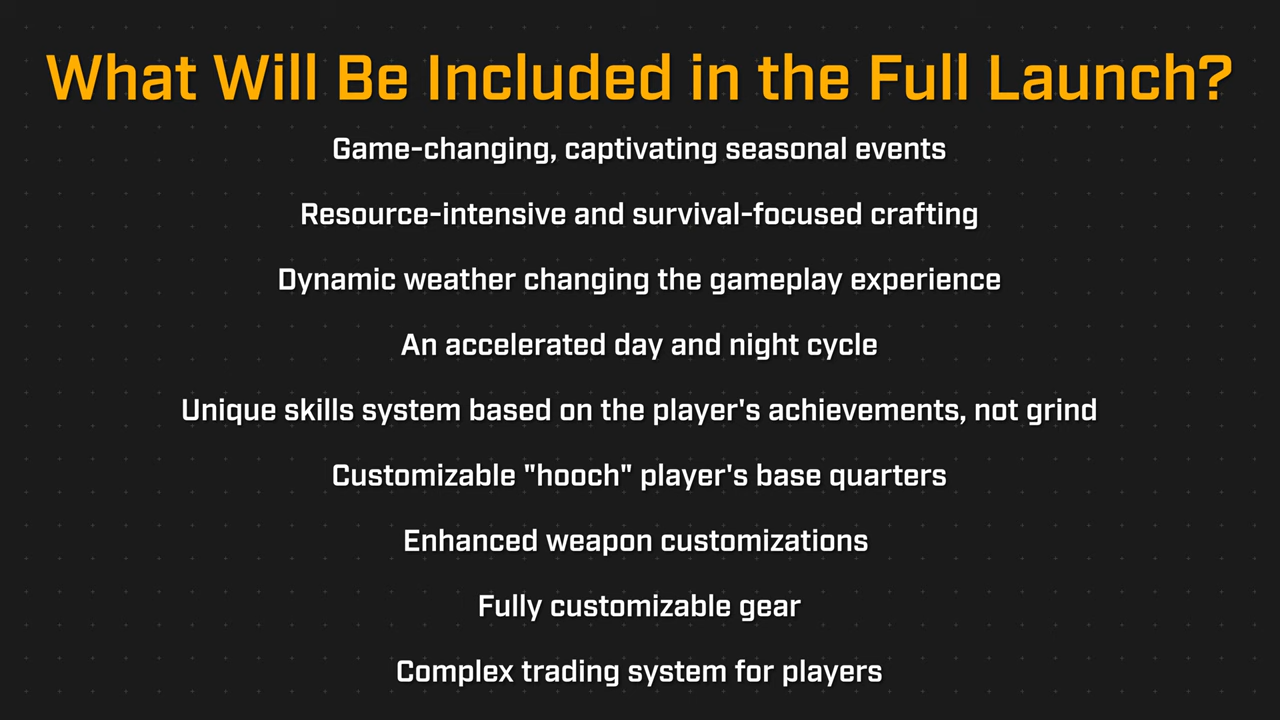 What Will Be Included in the Full Launch?
Game-changing, captivating seasonal events
Resource-intensive and survival-focused crafting
Dynamic weather changing the gameplay experience
An accelerated day and night cycle
Unique skills system based on the player's achievements, not grind
Customizable "hooch" player's base quarters
Enhanced weapon customizations
Fully customizable gear
Complex trading system for players